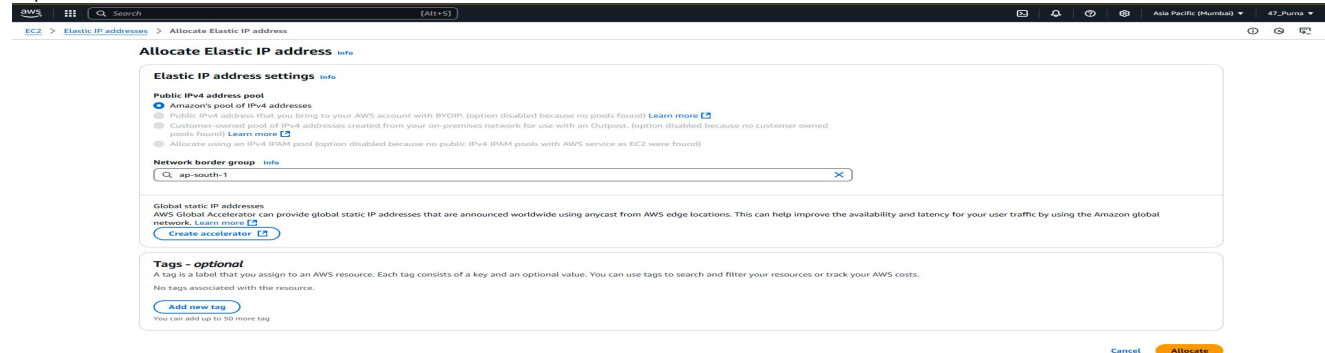 aws
Search
[Alt+S]
Asia Pacific (Mumbai)
47_Purna
EC2 > Elastic IP addresses > Allocate Elastic IP address
Allocate Elastic IP address Info
Elastic IP address settings Info
Public IPv4 address pool
Amazon's pool of IPv4 addresses
Public IPv4 address that you bring to your AWS account with BYOIP. (option disabled because no pools found) Learn more
Customer-owned pool of IPv4 addresses created from your on-premises network for use with an Outpost. (option disabled because no customer owned
pools found) Learn more
Allocate using an IPv4 IPAM pool (option disabled because no public IPv4 IPAM pools with AWS service as EC2 were found)
Network border group Info
ap-south-1
Global static IP addresses
AWS Global Accelerator can provide global static IP addresses that are announced worldwide using anycast from AWS edge locations. This can help improve the availability and latency for your user traffic by using the Amazon global
network. Learn more
Create accelerator
Tags - optional
A tag is a label that you assign to an AWS resource. Each tag consists of a key and an optional value. You can use tags to search and filter your resources or track your AWS costs.
No tags associated with the resource.
Add new tag
You can add up to 50 more tag
Cancel
Allocate